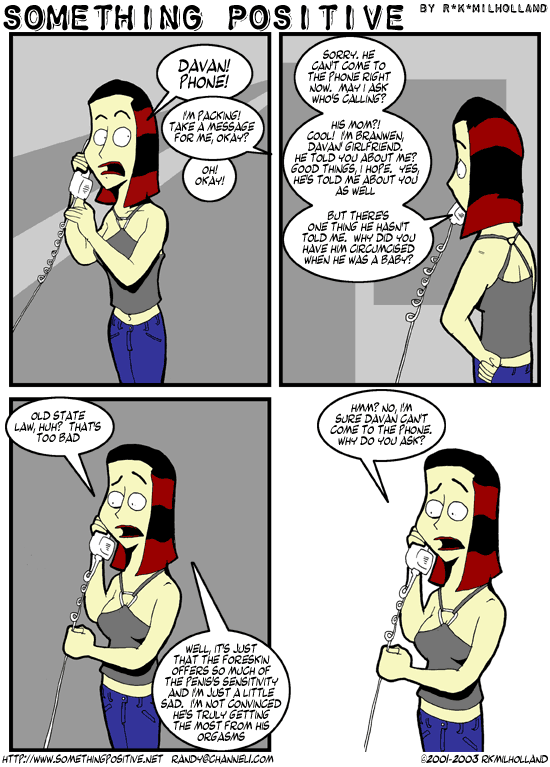 SOMETHING POSITIVE BY R*K*MILHOLLAND
DAVAN!
PHONE!
I'M PACKING!
TAKE A MESSAGE
FOR ME, OKAY?
OH!
OKAY!
SORRY. HE
CAN'T COME TO
THE PHONE RIGHT
NOW. MAY I ASK
WHO'S CALLING?
HIS MOM?!
COOL! I'M BRANWEN,
DAVAN' GIRLFRIEND.
HE TOLD YOU ABOUT ME?
GOOD THINGS, I HOPE. YES,
HE'S TOLD ME ABOUT YOU
AS WELL
BUT THERE'S
ONE THING HE HASN'T
TOLD ME. WHY DID YOU
HAVE HIM CIRCUMCISED
WHEN HE WAS A BABY?
OLD STATE
LAW, HUH? THAT'S
TOO BAD
WELL, IT'S JUST
THAT THE FORESKIN
OFFERS SO MUCH OF
THE PENIS'S SENSITIVITY
AND I'M JUST A LITTLE
SAD. I'M NOT CONVINCED
HE'S TRULY GETTING
THE MOST FROM HIS
ORGASMS
HMM? NO, I'M
SURE DAVAN CAN'T
COME TO THE PHONE.
WHY DO YOU ASK?
HTTP://WWW.SOMETHINGPOSITIVE.NET RANDY@CHANNEL1.COM ©2001-2003 RKMILHOLLAND